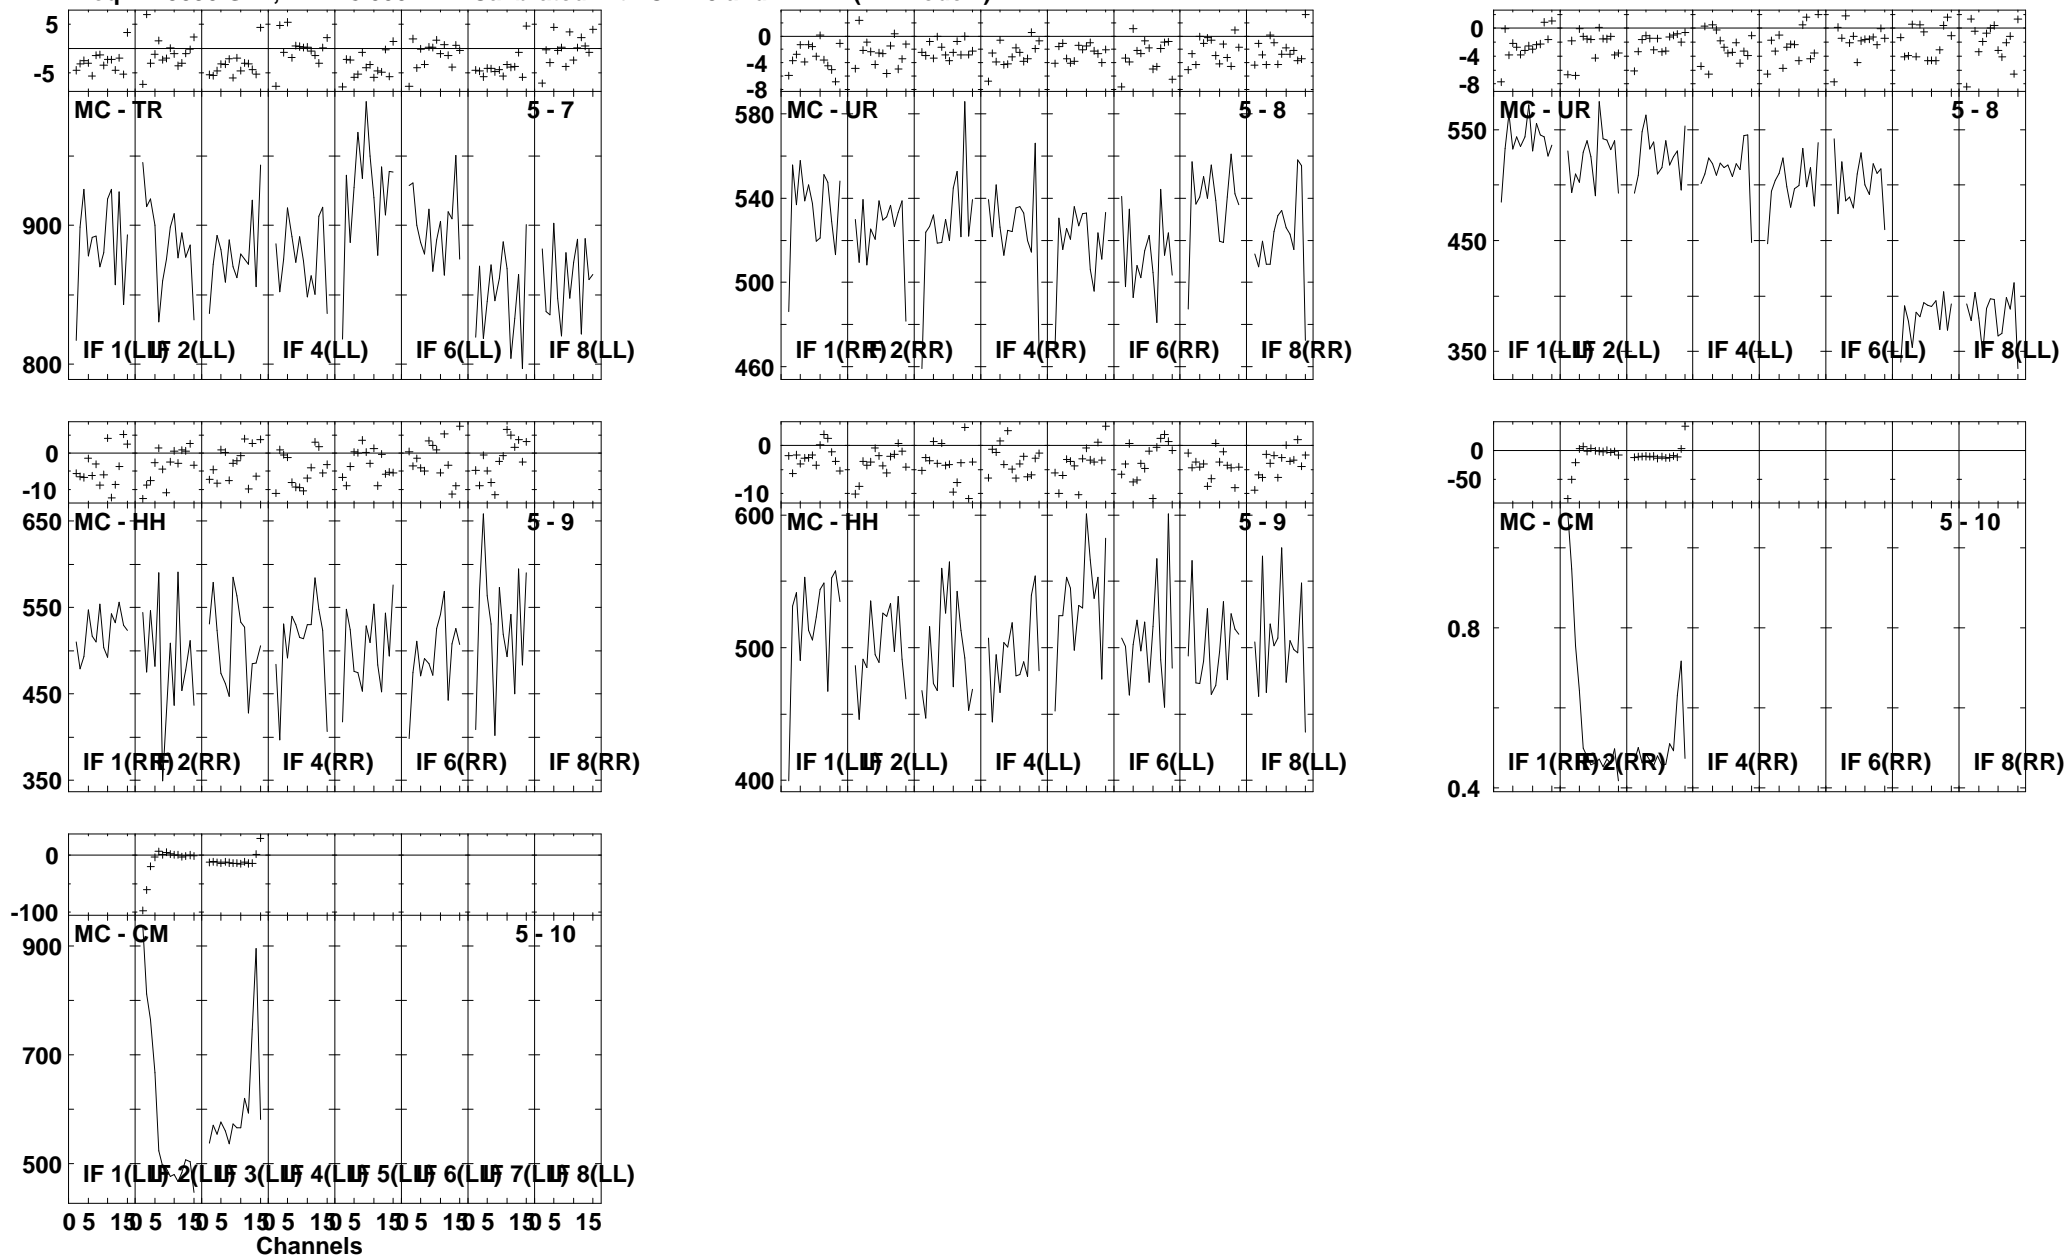 5
-5
MC - TR
5 - 7
900
800
IF 1(LL) IF 2(LL) IF 4(LL) IF 6(LL) IF 8(LL)
0
-4
-8
MC - UR
5 - 8
580
540
500
460
IF 1(RR) IF 2(RR) IF 4(RR) IF 6(RR) IF 8(RR)
0
-4
-8
MC - UR
5 - 8
550
450
350
IF 1(LL) IF 2(LL) IF 4(LL) IF 6(LL) IF 8(LL)
0
-10
MC - HH
5 - 9
650
550
450
350
IF 1(RR) IF 2(RR) IF 4(RR) IF 6(RR) IF 8(RR)
0
-10
MC - HH
5 - 9
600
500
400
IF 1(LL) IF 2(LL) IF 4(LL) IF 6(LL) IF 8(LL)
0
-50
MC - CM
5 - 10
0.8
0.4
IF 1(RR) IF 2(RR) IF 4(RR) IF 6(RR) IF 8(RR)
0
-100
MC - CM
5 - 10
900
700
500
IF 1(LL) IF 2(LL) IF 3(LL) IF 4(LL) IF 5(LL) IF 6(LL) IF 7(LL) IF 8(LL)
0 5 15 0 5 15 0 5 15 0 5 15 0 5 15 0 5 15 0 5 15 0 5 15
Channels